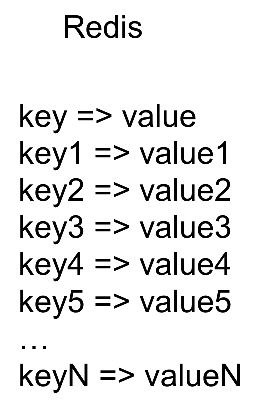 Redis
key => value
key1 => value1
key2 => value2
key3 => value3
key4 => value4
key5 => value5
...
keyN => valueN